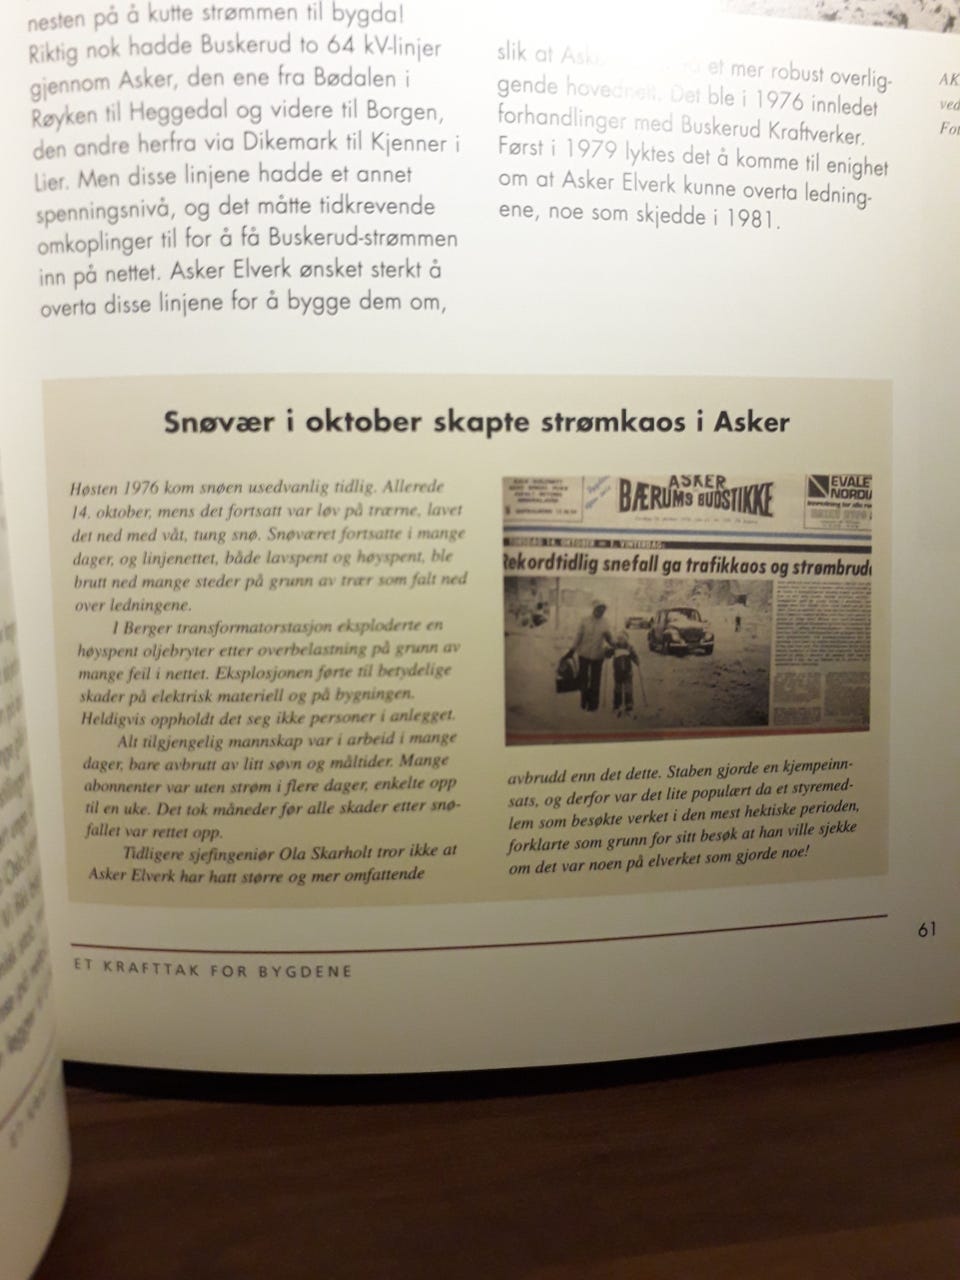 nesten på å kutte strømmen til bygda!
Riktig nok hadde Buskerud to 64 kV-linjer
gjennom Asker, den ene fra Bødalen i
Røyken til Heggedal og videre til Borgen,
den andre herfra via Dikemark til Kjenner i
Lier. Men disse linjene hadde et annet
spenningsnivå, og det måtte tidkrevende
omkoplinger til for å få Buskerud-strømmen
inn på nettet. Asker Elverk ønsket sterkt å
overta disse linjene for å bygge dem om,
slik at et mer robust overlig-
gende hovednett. Det ble i 1976 innledet
forhandlinger med Buskerud Kraftverker.
Først i 1979 lyktes det å komme til enighet
om at Asker Elverk kunne overta ledning-
ene, noe som skjedde i 1981.
AK
ved
Fot
Snøvær i oktober skapte strømkaos i Asker
Høsten 1976 kom snøen usedvanlig tidlig. Allerede
14. oktober, mens det fortsatt var løv på trærne, lavet
det ned med våt, tung snø. Snøværet fortsatte i mange
dager, og linjenettet, både lavspent og høyspent, ble
brutt ned mange steder på grunn av trær som falt ned
over ledningene.
I Berger transformatorstasjon eksploderte en
høyspent oljebryter etter overbelastning på grunn av
mange feil i nettet. Eksplosjonen førte til betydelige
skader på elektrisk materiell og på bygningen.
Heldigvis oppholdt det seg ikke personer i anlegget.
Alt tilgjengelig mannskap var i arbeid i mange
dager, bare avbrutt av litt søvn og måltider. Mange
abonnenter var uten strøm i flere dager, enkelte opp
til en uke. Det tok måneder før alle skader etter snø-
fallet var rettet opp.
Tidligere sjefingeniør Ola Skarholt tror ikke at
Asker Elverk har hatt større og mer omfattende
ASKER
BÆRUMS BUDSTIKKE
EVALE
NORDU
TORSDAG 14. OKTOBER – 1. VINTERDAG:
Rekordtidlig snefall ga trafikkaos og strømbrudd
avbrudd enn det dette. Staben gjorde en kjempeinn-
sats, og derfor var det lite populært da et styremed-
lem som besøkte verket i den mest hektiske perioden,
forklarte som grunn for sitt besøk at han ville sjekke
om det var noen på elverket som gjorde noe!
61
ET KRAFTTAK FOR BYGDENE